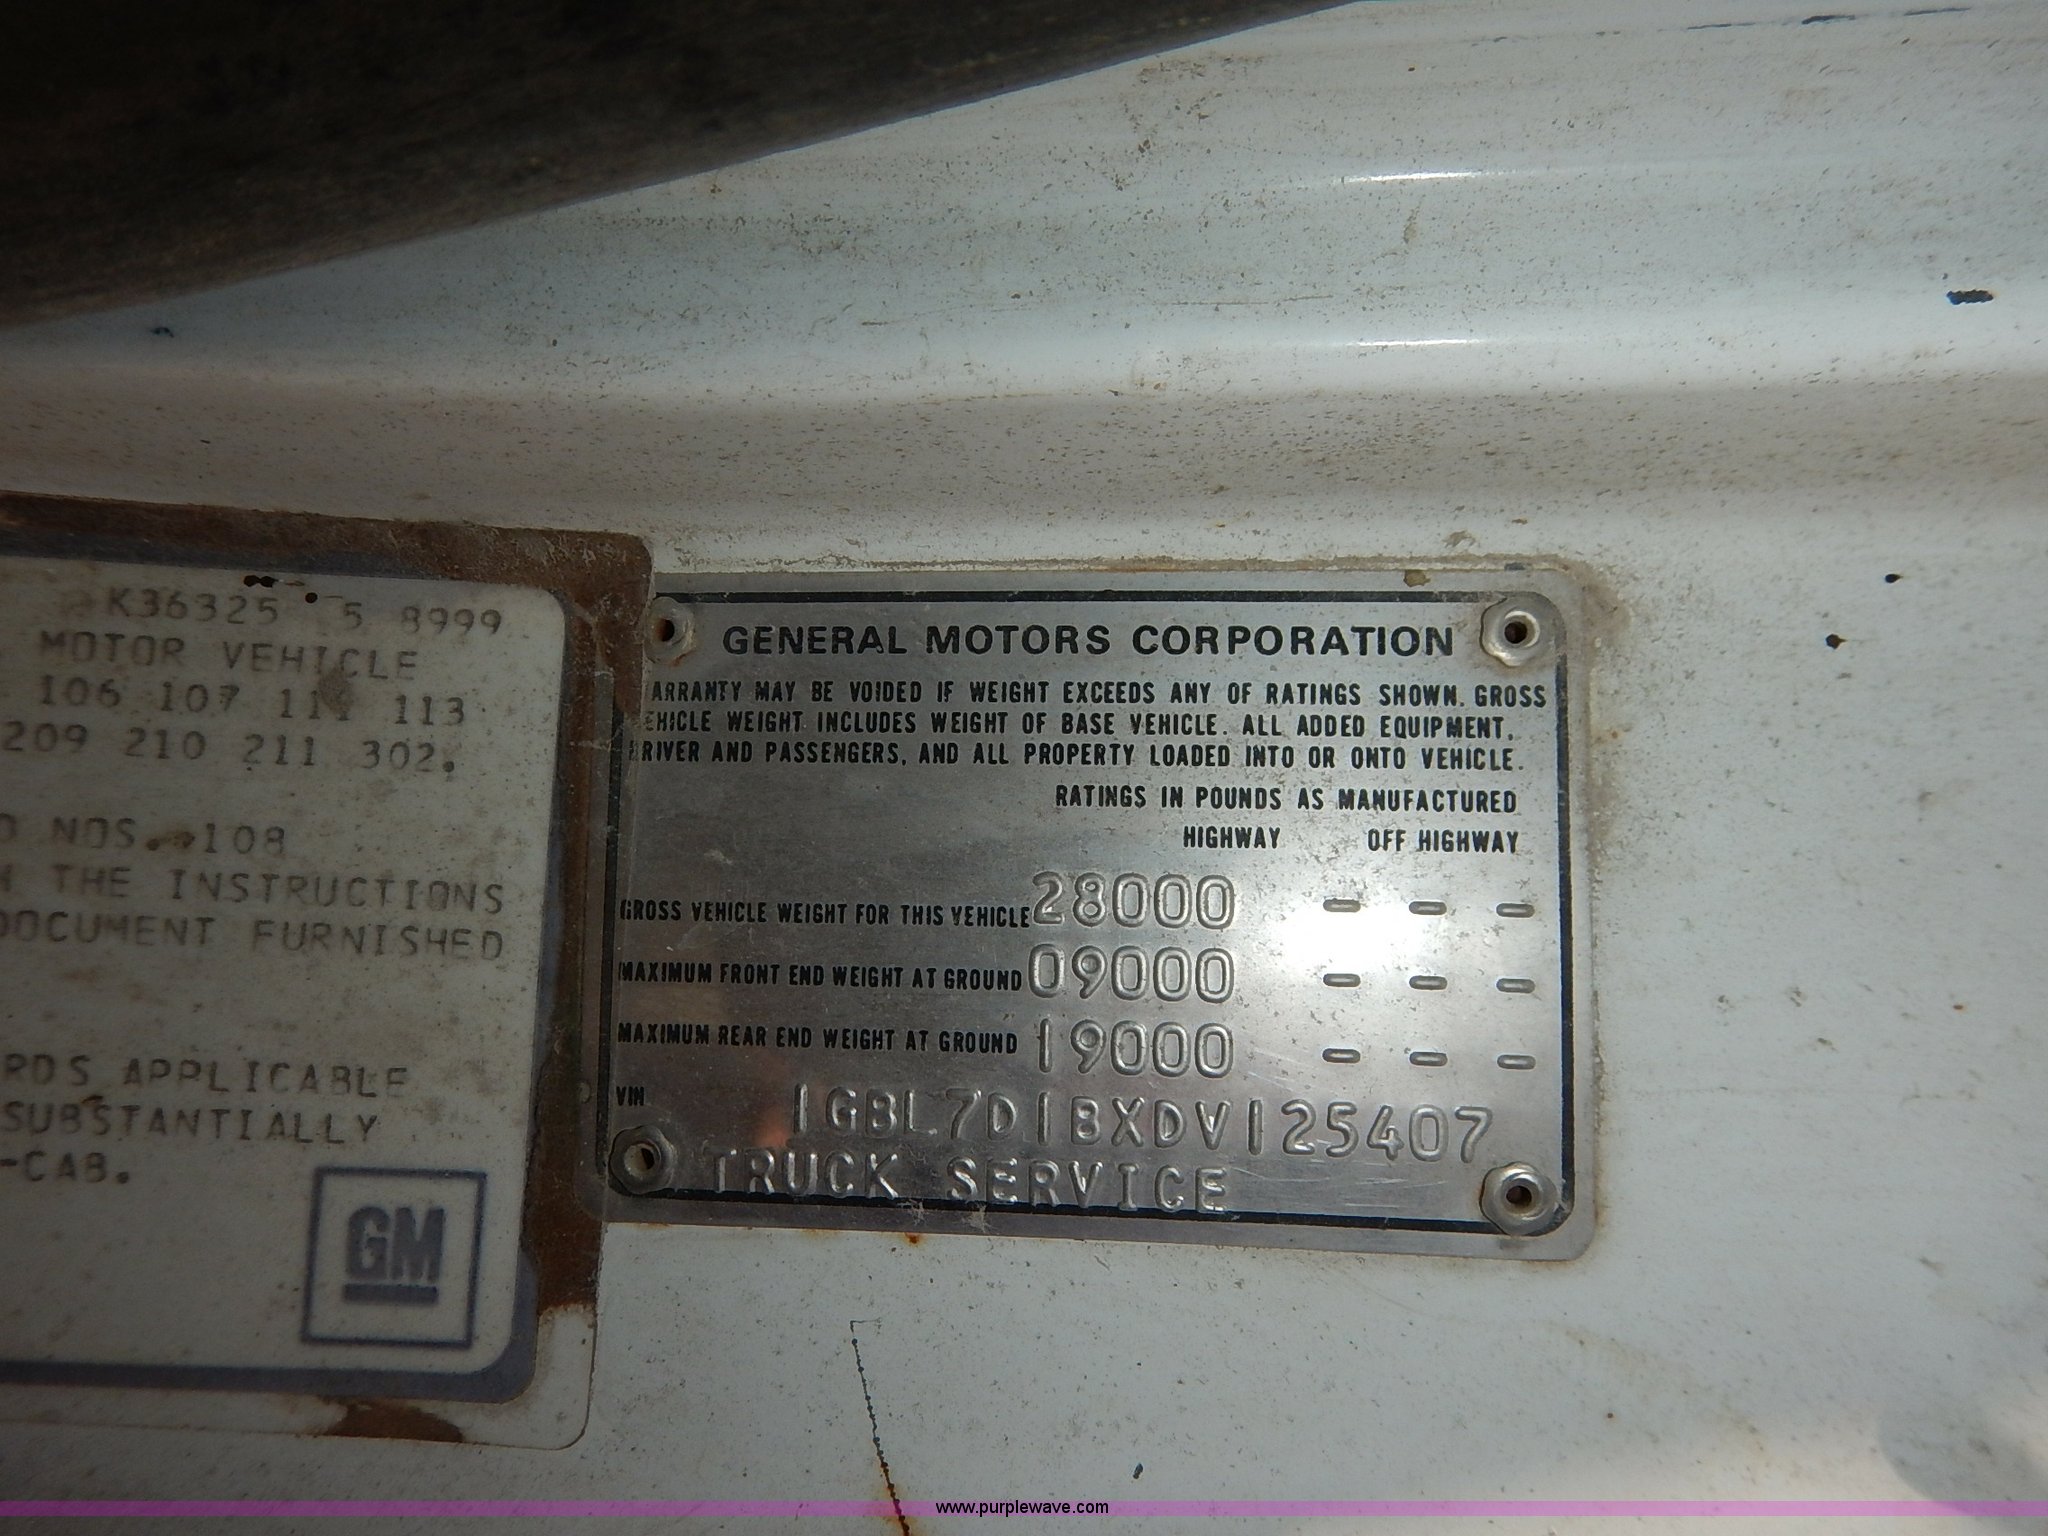 K36325 5 8999
MOTOR VEHICLE
106 107 111 113
209 210 211 302.
NOS. 108
THE INSTRUCTIONS
DOCUMENT FURNISHED
APPLICABLE
SUBSTANTIALLY
-CAB.
GM
GENERAL MOTORS CORPORATION
ARRANTY MAY BE VOIDED IF WEIGHT EXCEEDS ANY OF RATINGS SHOWN. GROSS
EHICLE WEIGHT INCLUDES WEIGHT OF BASE VEHICLE. ALL ADDED EQUIPMENT,
DRIVER AND PASSENGERS, AND ALL PROPERTY LOADED INTO OR ONTO VEHICLE.
RATINGS IN POUNDS AS MANUFACTURED
HIGHWAY OFF HIGHWAY
GROSS VEHICLE WEIGHT FOR THIS VEHICLE 28000 - - -
MAXIMUM FRONT END WEIGHT AT GROUND 09000 - - -
MAXIMUM REAR END WEIGHT AT GROUND 19000 - - -
VIN 1GBL7D1BXDV125407
TRUCK SERVICE
www.purplewave.com